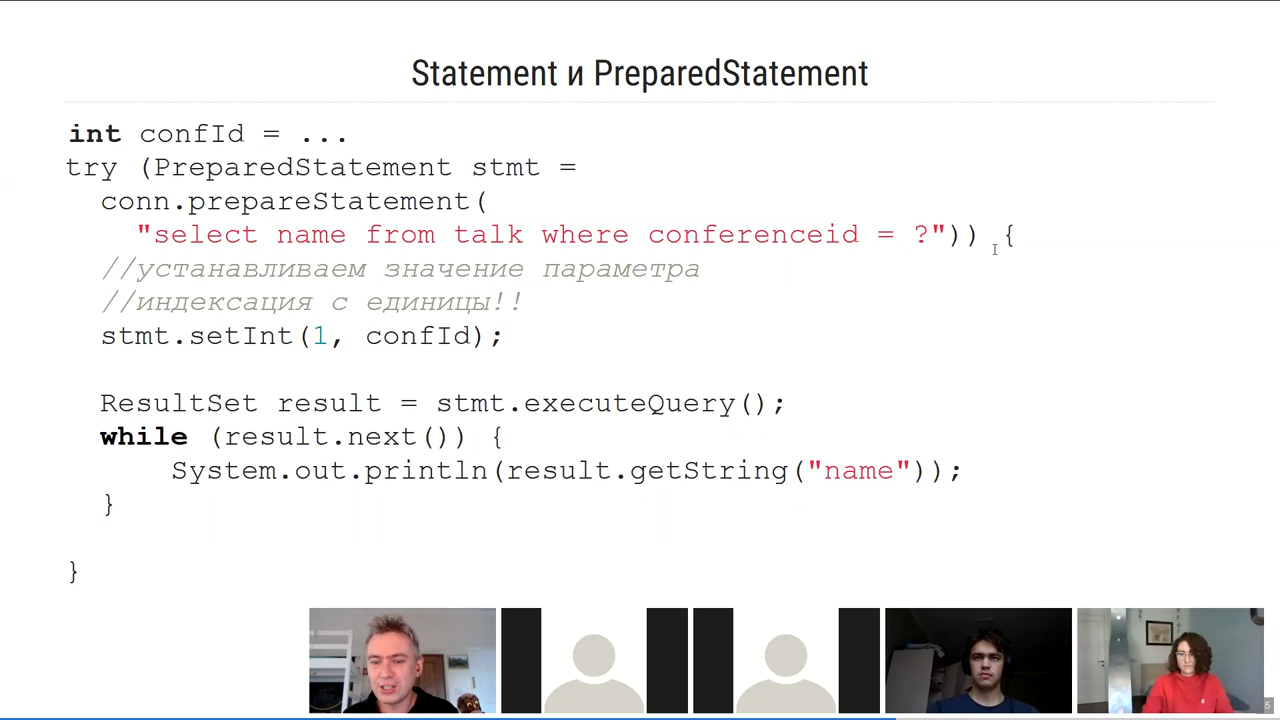 Statement и PreparedStatement
int confId = ...
try (PreparedStatement stmt =
conn.prepareStatement(
"select name from talk where conferenceid = ?")) {
//устанавливаем значение параметра
//индексация с единицы!!
stmt.setInt(1, confId);
ResultSet result = stmt.executeQuery();
while (result.next()) {
System.out.println(result.getString("name"));
}
}
5